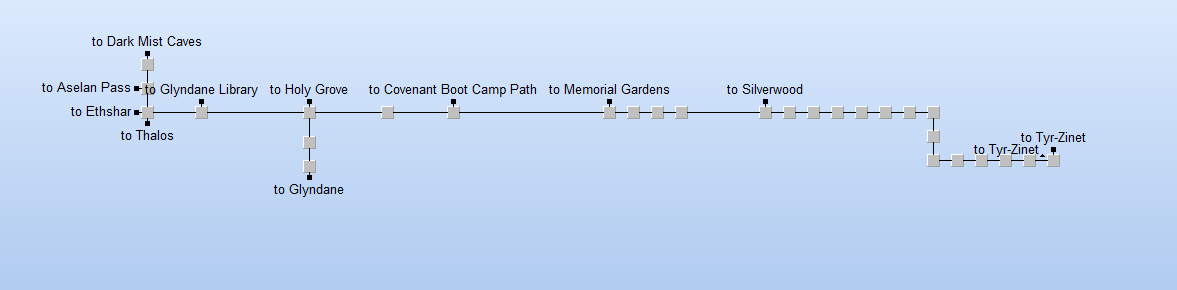 to Dark Mist Caves
to Aselan Pass
to Glyndane Library
to Holy Grove
to Covenant Boot Camp Path
to Memorial Gardens
to Silverwood
to Ethshar
to Thalos
to Tyr-Zinet
to Tyr-Zinet
to Glyndane